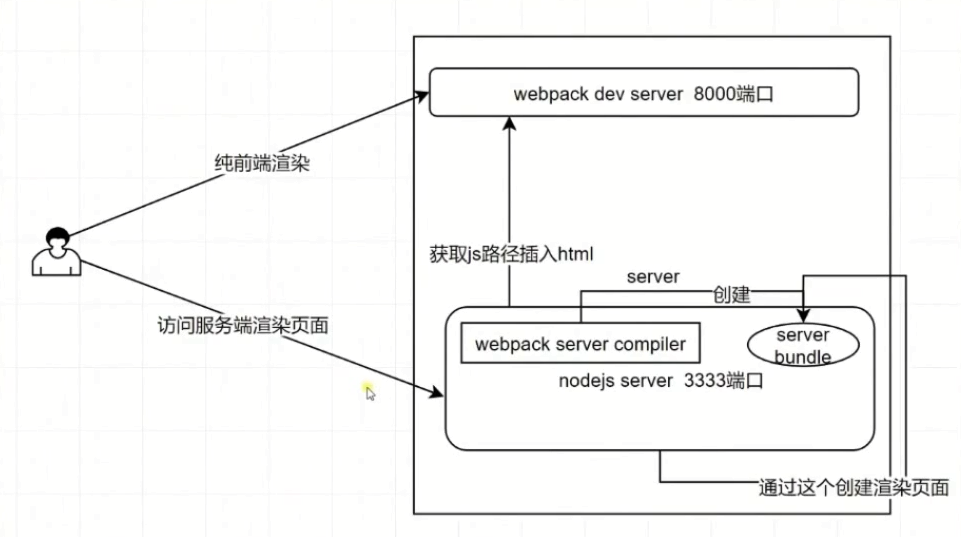 webpack dev server 8000端口
纯前端渲染
获取js路径插入html
server
创建
访问服务端渲染页面
webpack server compiler
server
bundle
nodejs server 3333端口
通过这个创建渲染页面